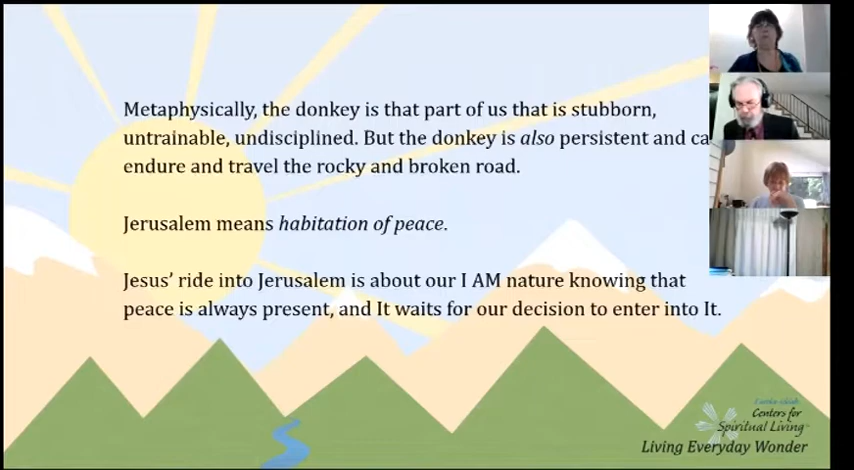 Metaphysically, the donkey is that part of us that is stubborn,
untrainable, undisciplined. But the donkey is also persistent and ca
endure and travel the rocky and broken road.
Jerusalem means habitation of peace.
Jesus’ ride into Jerusalem is about our I AM nature knowing that
peace is always present, and It waits for our decision to enter into It.
Centers for
Spiritual Living
Living Everyday Wonder